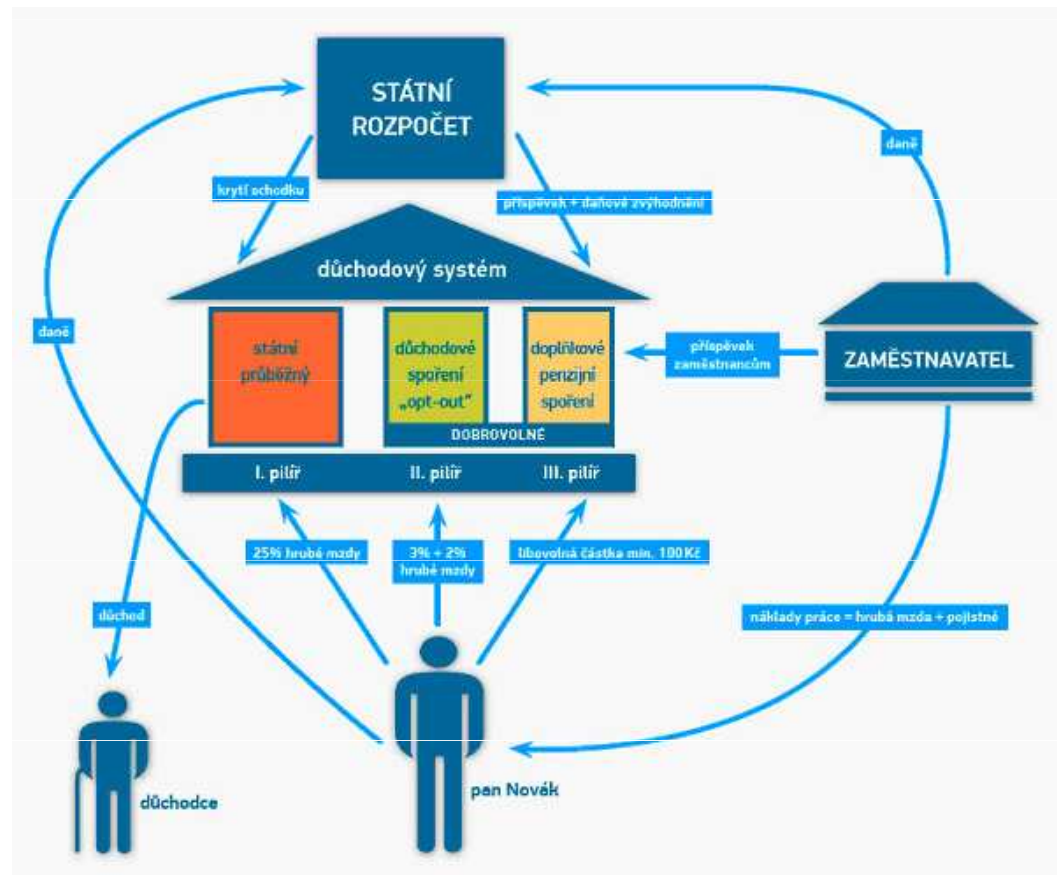 STÁTNÍ
ROZPOČET
daně
krytí schodku
příspěvek + daňové zvýhodnění
důchodový systém
daně
státní
průběžný
důchodové
spoření
„opt-out"
doplňkové
penzijní
spoření
příspěvek
zaměstnancům
ZAMĚSTNAVATEL
DOBROVOLNÉ
I. pilíř
II. pilíř
III. pilíř
25% hrubé mzdy
3% + 2%
hrubé mzdy
libovolná částka min. 100Kč
důchod
náklady práce = hrubá mzda + pojistné
pan Novák
důchodce